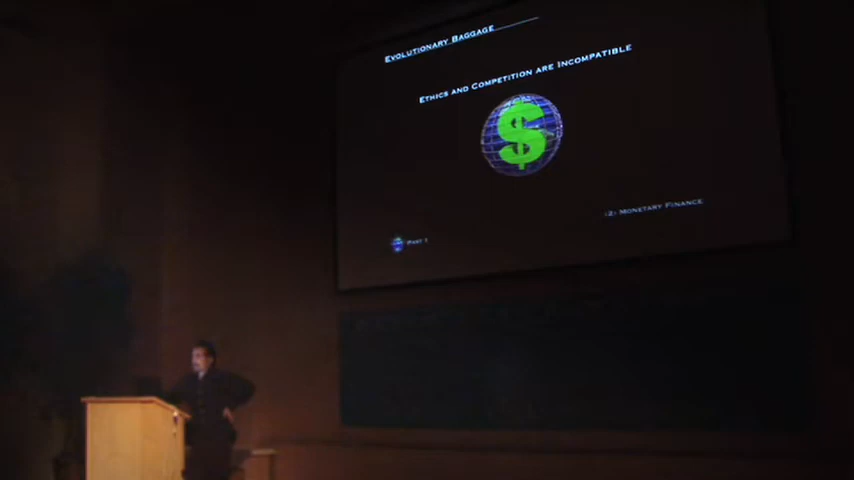 EVOLUTIONARY BAGGAGE
ETHICS AND COMPETITION ARE INCOMPATIBLE
$
(2) MONETARY FINANCE
PART 1